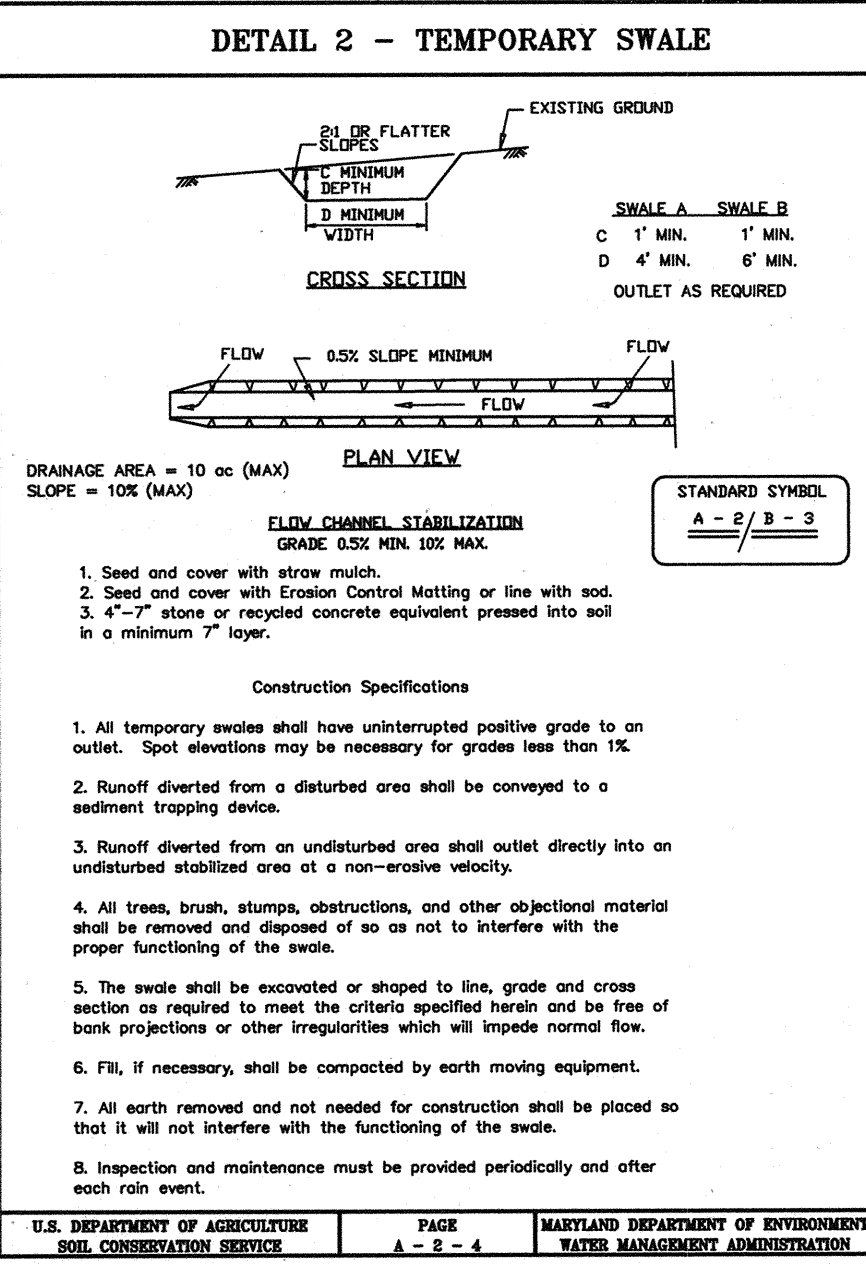 DETAIL 2 - TEMPORARY SWALE
EXISTING GROUND
2:1 OR FLATTER
SLOPES
C MINIMUM
DEPTH
D MINIMUM
WIDTH
CROSS SECTION
SWALE A SWALE B
C 1' MIN. 1' MIN.
D 4' MIN. 6' MIN.
OUTLET AS REQUIRED
FLOW
0.5% SLOPE MINIMUM
FLOW
FLOW
PLAN VIEW
DRAINAGE AREA = 10 ac (MAX)
SLOPE = 10% (MAX)
STANDARD SYMBOL
A - 2 / B - 3
FLOW CHANNEL STABILIZATION
GRADE 0.5% MIN. 10% MAX.
1. Seed and cover with straw mulch.
2. Seed and cover with Erosion Control Matting or line with sod.
3. 4"-7" stone or recycled concrete equivalent pressed into soil
in a minimum 7" layer.
Construction Specifications
1. All temporary swales shall have uninterrupted positive grade to an
outlet. Spot elevations may be necessary for grades less than 1%.
2. Runoff diverted from a disturbed area shall be conveyed to a
sediment trapping device.
3. Runoff diverted from an undisturbed area shall outlet directly into an
undisturbed stabilized area at a non-erosive velocity.
4. All trees, brush, stumps, obstructions, and other objectional material
shall be removed and disposed of so as not to interfere with the
proper functioning of the swale.
5. The swale shall be excavated or shaped to line, grade and cross
section as required to meet the criteria specified herein and be free of
bank projections or other irregularities which will impede normal flow.
6. Fill, if necessary, shall be compacted by earth moving equipment.
7. All earth removed and not needed for construction shall be placed so
that it will not interfere with the functioning of the swale.
8. Inspection and maintenance must be provided periodically and after
each rain event.
U.S. DEPARTMENT OF AGRICULTURE
SOIL CONSERVATION SERVICE
PAGE
A - 2 - 4
MARYLAND DEPARTMENT OF ENVIRONMENT
WATER MANAGEMENT ADMINISTRATION